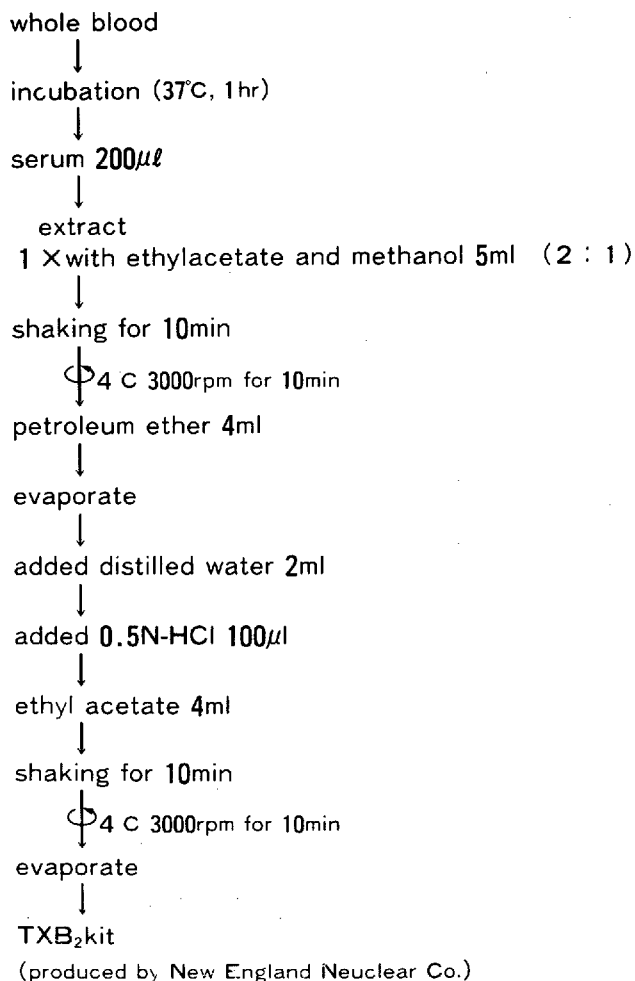 whole blood
incubation (37℃, 1hr)
serum 200μℓ
extract
1 ×with ethylacetate and methanol 5ml (2 : 1)
shaking for 10min
4 C 3000rpm for 10min
petroleum ether 4ml
evaporate
added distilled water 2ml
added 0.5N-HCl 100μl
ethyl acetate 4ml
shaking for 10min
4 C 3000rpm for 10min
evaporate
TXB₂kit
(produced by New England Neuclear Co.)